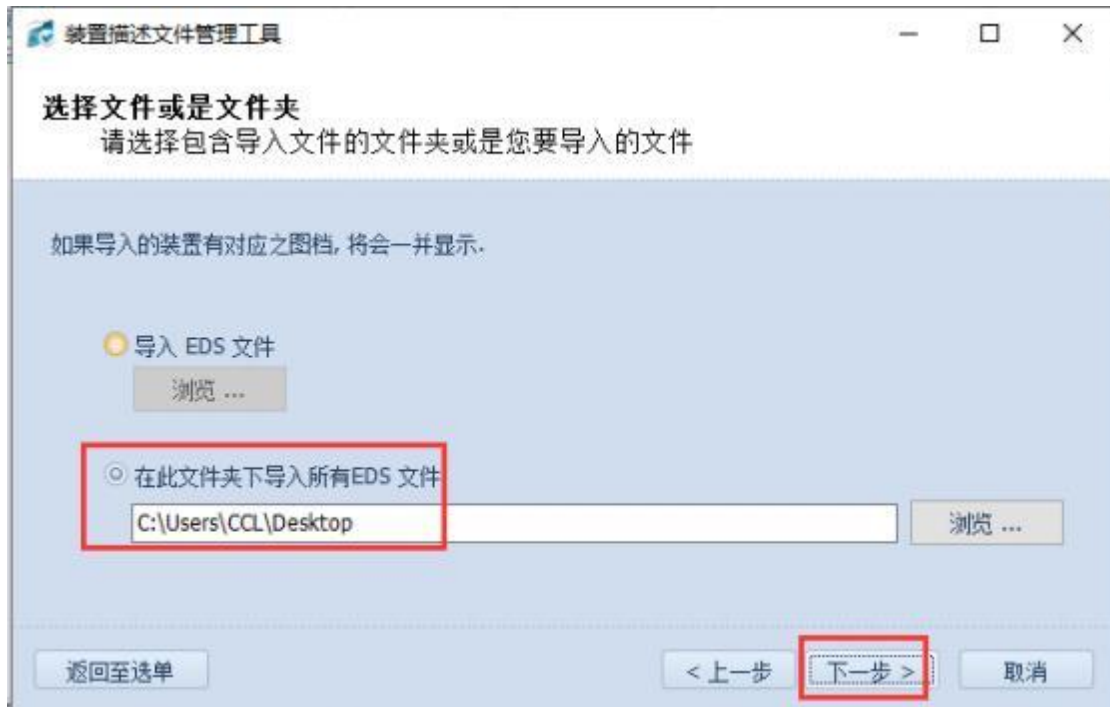 装置描述文件管理工具
选择文件或是文件夹
请选择包含导入文件的文件夹或是您要导入的文件
如果导入的装置有对应之图档, 将会一并显示.
导入 EDS 文件
浏览 ...
在此文件夹下导入所有EDS 文件
C:\Users\CCL\Desktop
浏览 ...
返回至选单
< 上一步
下一步 >
取消